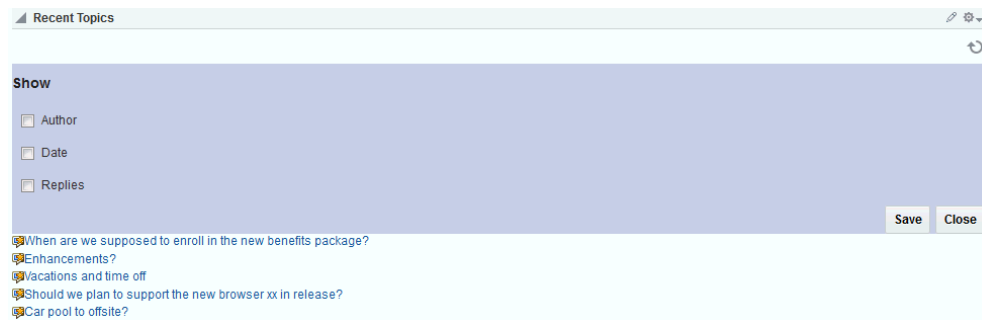 Recent Topics
Show
Author
Date
Replies
Save Close
When are we supposed to enroll in the new benefits package?
Enhancements?
Vacations and time off
Should we plan to support the new browser xx in release?
Car pool to offsite?